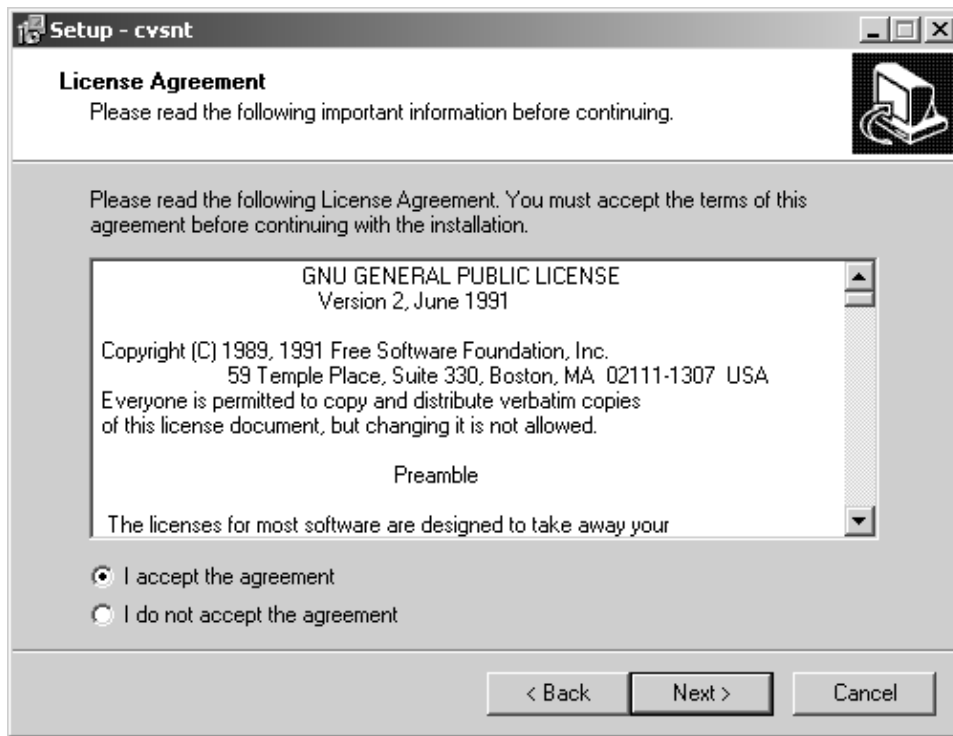 Setup - cvsnt
License Agreement
Please read the following important information before continuing.
Please read the following License Agreement. You must accept the terms of this
agreement before continuing with the installation.
GNU GENERAL PUBLIC LICENSE
Version 2, June 1991
Copyright (C) 1989, 1991 Free Software Foundation, Inc.
59 Temple Place, Suite 330, Boston, MA  02111-1307  USA
Everyone is permitted to copy and distribute verbatim copies
of this license document, but changing it is not allowed.
Preamble
The licenses for most software are designed to take away your
I accept the agreement
I do not accept the agreement
< Back
Next >
Cancel